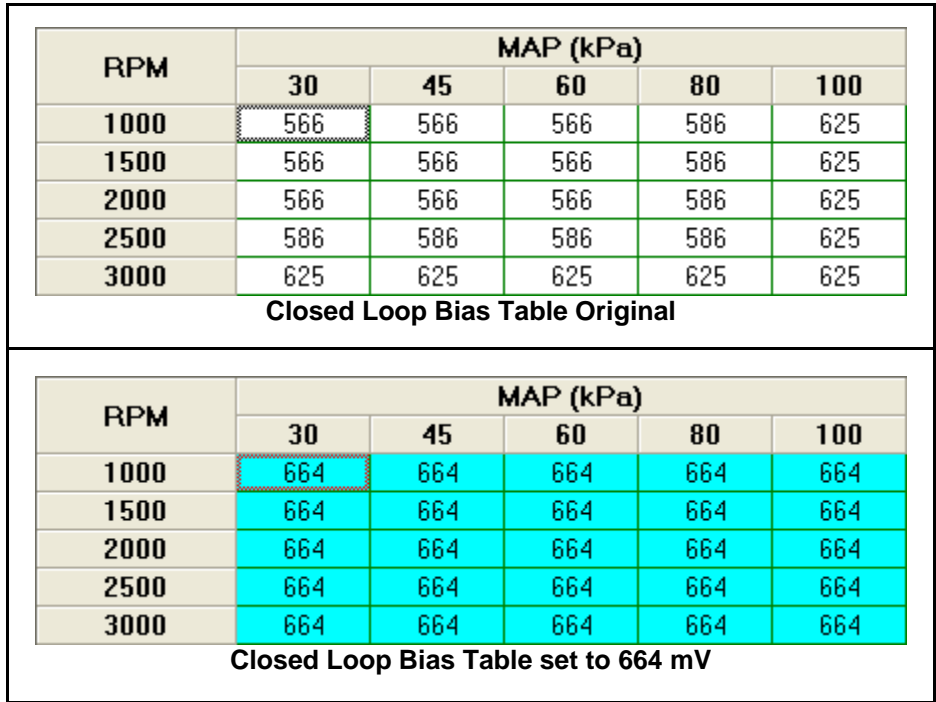 RPM MAP (kPa)
30 45 60 80 100
1000 566 566 566 586 625
1500 566 566 566 586 625
2000 566 566 566 586 625
2500 586 586 586 586 625
3000 625 625 625 625 625
Closed Loop Bias Table Original
RPM MAP (kPa)
30 45 60 80 100
1000 664 664 664 664 664
1500 664 664 664 664 664
2000 664 664 664 664 664
2500 664 664 664 664 664
3000 664 664 664 664 664
Closed Loop Bias Table set to 664 mV